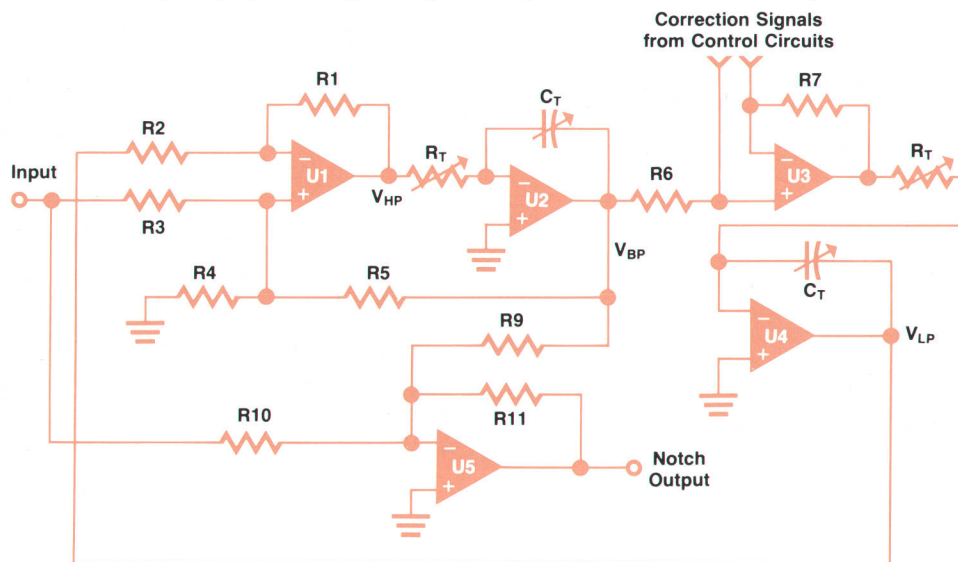 Correction Signals
from Control Circuits
R1
R7
CT
R2
RT
RT
Input
−
U1
+
VHP
−
U2
+
R6
−
U3
+
R3
VBP
R4
R5
CT
−
U4
+
VLP
R9
R11
R10
−
U5
+
Notch
Output